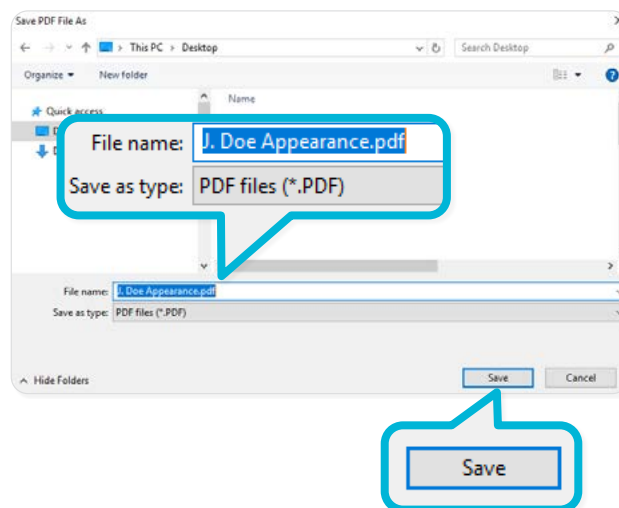 Save PDF File As
This PC > Desktop
Search Desktop
Organize
New folder
Name
Quick access
File name: J. Doe Appearance.pdf
Save as type: PDF files (*.PDF)
File name: J. Doe Appearance.pdf
Save as type: PDF files (*.PDF)
Hide Folders
Save
Cancel
Save